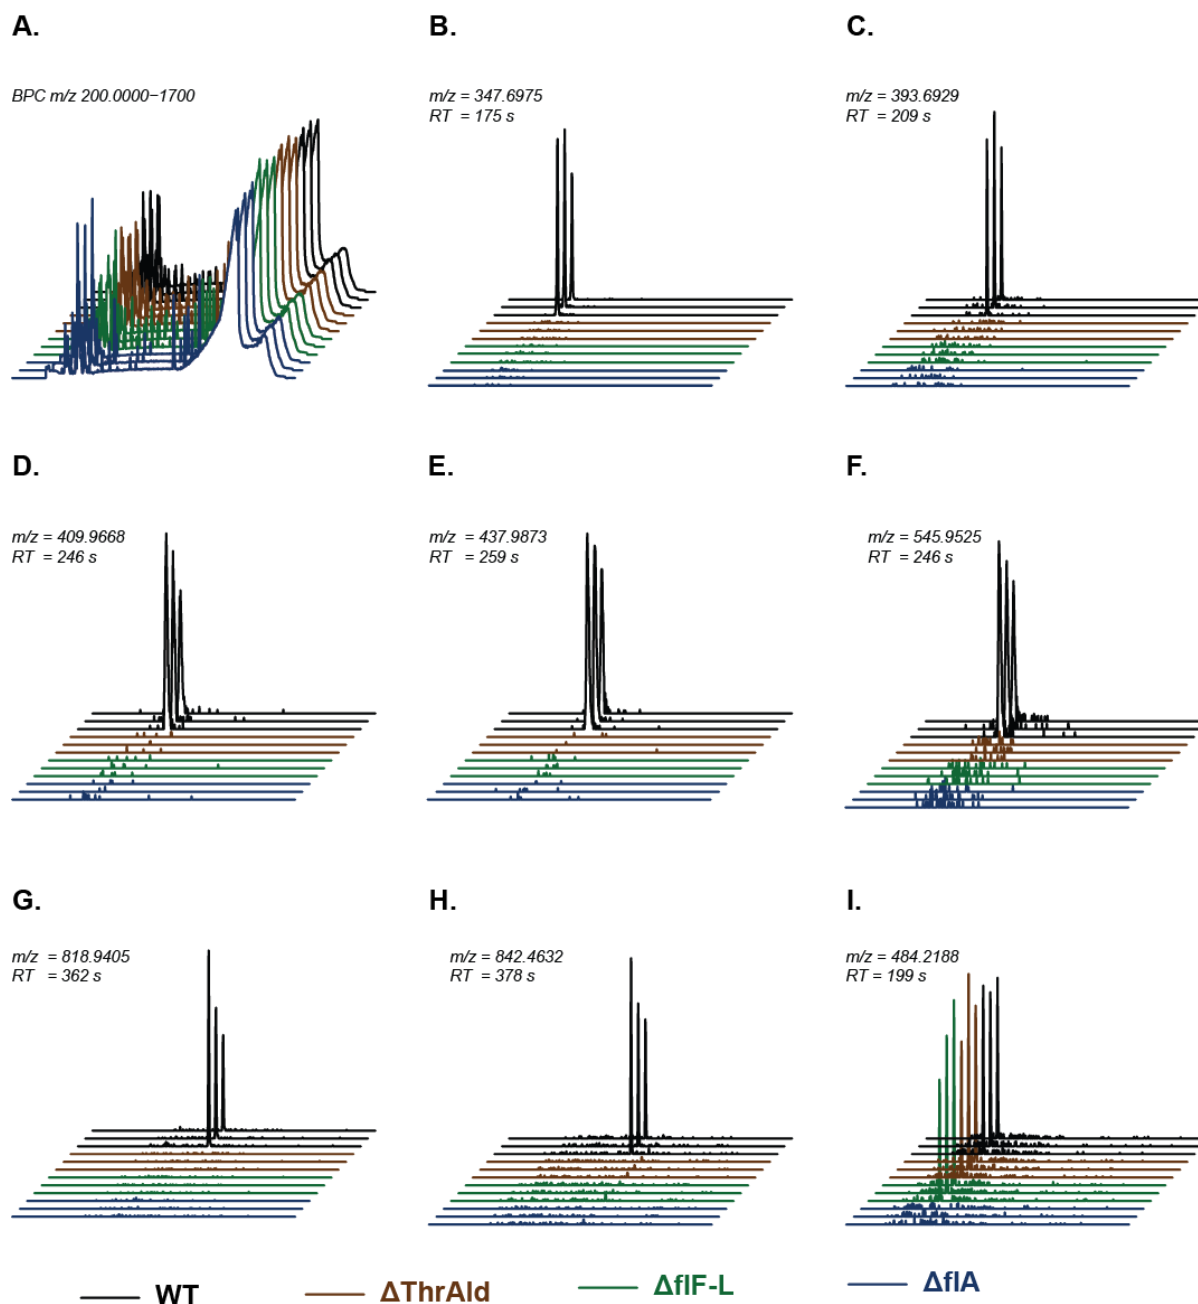 A.
B.
C.
BPC m/z 200.0000−1700
m/z = 347.6975
RT = 175 s
m/z = 393.6929
RT = 209 s
D.
E.
F.
m/z = 409.9668
RT = 246 s
m/z = 437.9873
RT = 259 s
m/z = 545.9525
RT = 246 s
G.
H.
I.
m/z = 818.9405
RT = 362 s
m/z = 842.4632
RT = 378 s
m/z = 484.2188
RT = 199 s
WT
ΔThrAld
ΔflF-L
ΔflA